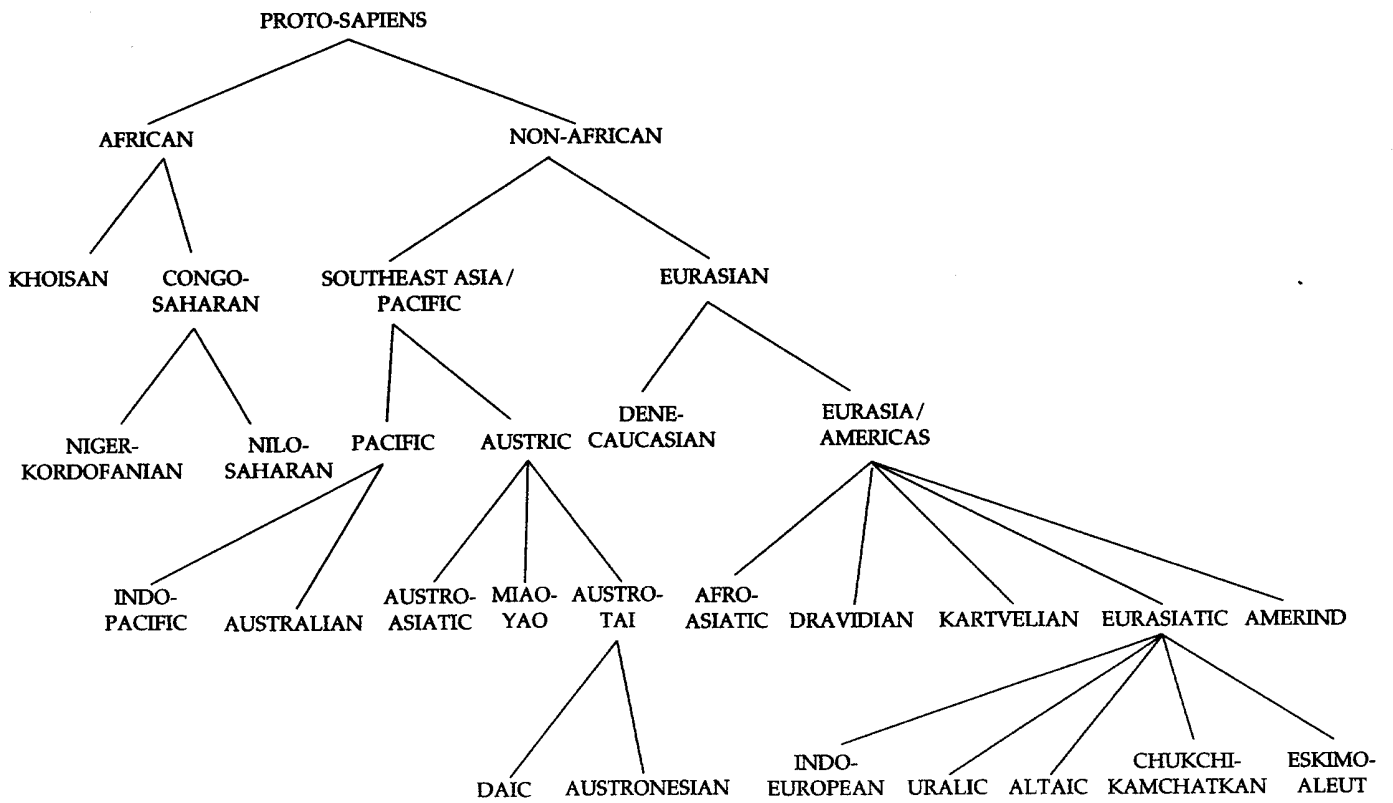 PROTO-SAPIENS
AFRICAN
NON-AFRICAN
KHOISAN
CONGO-
SAHARAN
SOUTHEAST ASIA/
PACIFIC
EURASIAN
NIGER-
KORDOFANIAN
NILO-
SAHARAN
PACIFIC
AUSTRIC
DENE-
CAUCASIAN
EURASIA/
AMERICAS
INDO-
PACIFIC
AUSTRALIAN
AUSTRO-
ASIATIC
MIAO-
YAO
AUSTRO-
TAI
AFRO-
ASIATIC
DRAVIDIAN
KARTVELIAN
EURASIATIC
AMERIND
DAIC
AUSTRONESIAN
INDO-
EUROPEAN
URALIC
ALTAIC
CHUKCHI-
KAMCHATKAN
ESKIMO-
ALEUT